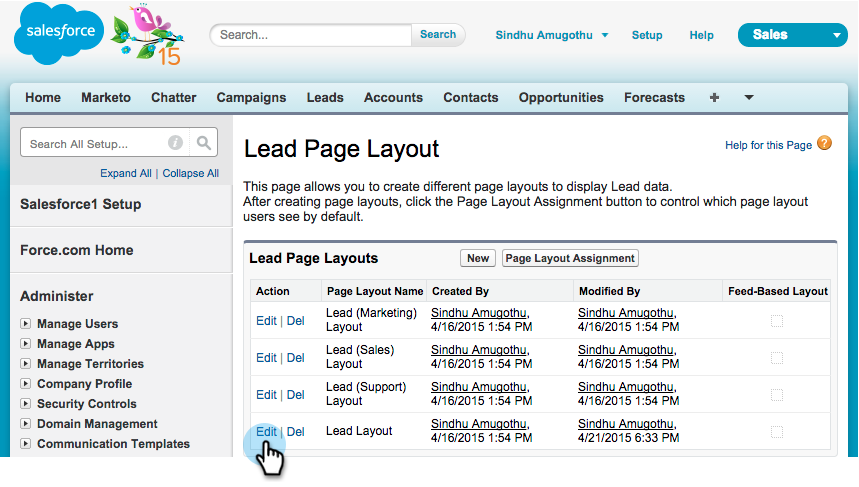 salesforce
15
Search...
Search
Sindhu Amugothu
Setup
Help
Sales
Home Marketo Chatter Campaigns Leads Accounts Contacts Opportunities Forecasts +
Search All Setup...
i
Expand All | Collapse All
Salesforce1 Setup
Force.com Home
Administer
Manage Users
Manage Apps
Manage Territories
Company Profile
Security Controls
Domain Management
Communication Templates
Lead Page Layout
Help for this Page ?
This page allows you to create different page layouts to display Lead data.
After creating page layouts, click the Page Layout Assignment button to control which page layout
users see by default.
Lead Page Layouts New Page Layout Assignment
Action Page Layout Name Created By Modified By Feed-Based Layout
Edit | Del Lead (Marketing) Sindhu Amugothu, Sindhu Amugothu,
Layout 4/16/2015 1:54 PM 4/16/2015 1:54 PM
Edit | Del Lead (Sales) Sindhu Amugothu, Sindhu Amugothu,
Layout 4/16/2015 1:54 PM 4/16/2015 1:54 PM
Edit | Del Lead (Support) Sindhu Amugothu, Sindhu Amugothu,
Layout 4/16/2015 1:54 PM 4/16/2015 1:54 PM
Edit | Del Lead Layout Sindhu Amugothu, Sindhu Amugothu,
4/16/2015 1:54 PM 4/21/2015 6:33 PM